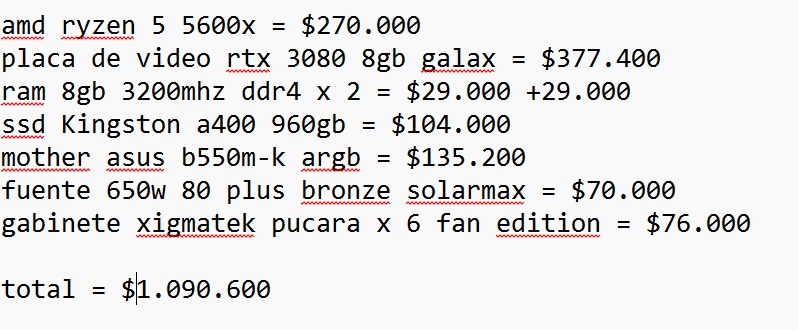 amd ryzen 5 5600x = $270.000
placa de video rtx 3080 8gb galax = $377.400
ram 8gb 3200mhz ddr4 x 2 = $29.000 +29.000
ssd Kingston a400 960gb = $104.000
mother asus b550m-k argb = $135.200
fuente 650w 80 plus bronze solarmax = $70.000
gabinete xigmatek pucara x 6 fan edition = $76.000
total = $1.090.600